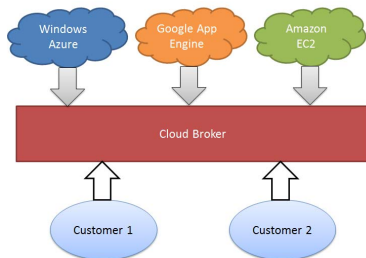 Windows
Azure
Google App
Engine
Amazon
EC2
Cloud Broker
Customer 1
Customer 2